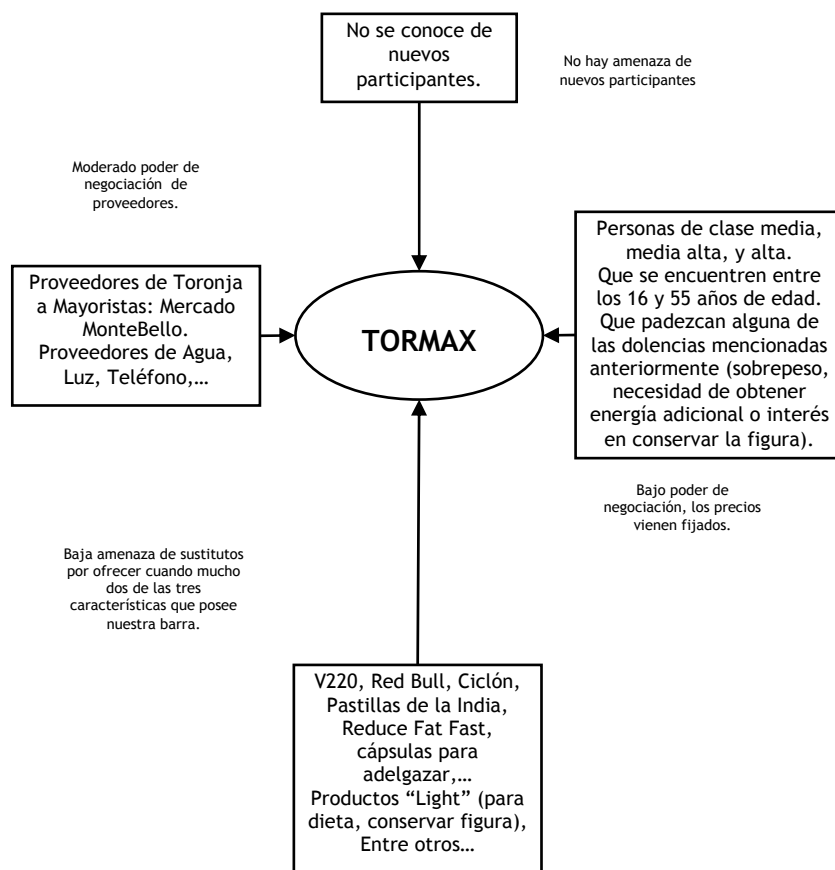 No se conoce de
nuevos
participantes.
No hay amenaza de
nuevos participantes
Moderado poder de
negociación de
proveedores.
Proveedores de Toronja
a Mayoristas: Mercado
MonteBello.
Proveedores de Agua,
Luz, Teléfono,…
TORMAX
Personas de clase media,
media alta, y alta.
Que se encuentren entre
los 16 y 55 años de edad.
Que padezcan alguna de
las dolencias mencionadas
anteriormente (sobrepeso,
necesidad de obtener
energía adicional o interés
en conservar la figura).
Bajo poder de
negociación, los precios
vienen fijados.
Baja amenaza de sustitutos
por ofrecer cuando mucho
dos de las tres
características que posee
nuestra barra.
V220, Red Bull, Ciclón,
Pastillas de la India,
Reduce Fat Fast,
cápsulas para
adelgazar,…
Productos “Light” (para
dieta, conservar figura),
Entre otros…